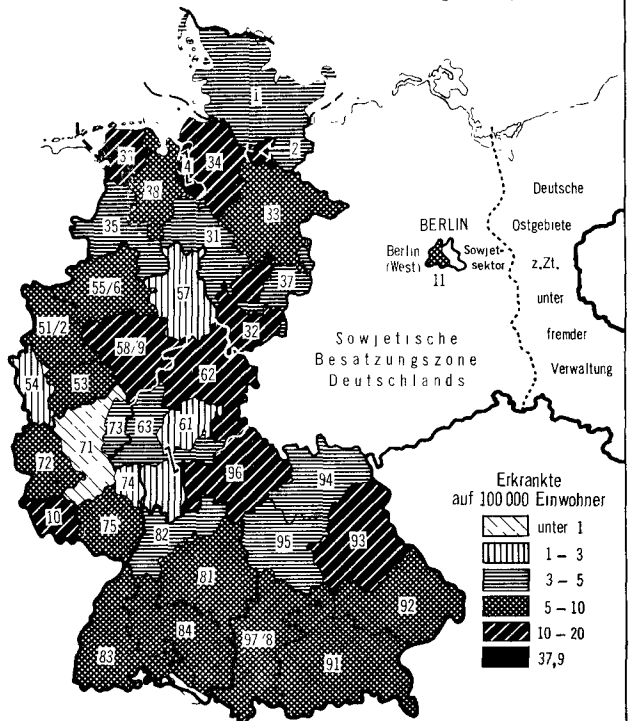 1
2
36
4
34
38
33
35
31
37
55/6
57
32
51/2
58/9
62
54
53
73
63
61
71
72
74
96
94
10
75
82
95
93
81
92
84
97/8
83
91
BERLIN
Berlin
(West)
11
Sowjet-
sektor
Sowjetische
Besatzungszone
Deutschlands
Deutsche
Ostgebiete
z.Zt.
unter
fremder
Verwaltung
Erkrankte
auf 100 000 Einwohner
unter 1
1 – 3
3 – 5
5 – 10
10 – 20
37,9